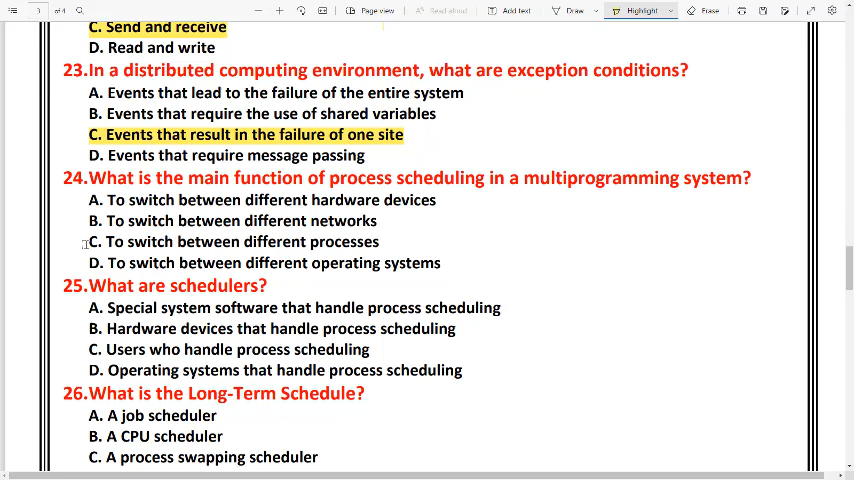 3 of 4 Page view Read aloud Add text Draw Highlight Erase
C. Send and receive
D. Read and write
23.In a distributed computing environment, what are exception conditions?
A. Events that lead to the failure of the entire system
B. Events that require the use of shared variables
C. Events that result in the failure of one site
D. Events that require message passing
24.What is the main function of process scheduling in a multiprogramming system?
A. To switch between different hardware devices
B. To switch between different networks
C. To switch between different processes
D. To switch between different operating systems
25.What are schedulers?
A. Special system software that handle process scheduling
B. Hardware devices that handle process scheduling
C. Users who handle process scheduling
D. Operating systems that handle process scheduling
26.What is the Long-Term Schedule?
A. A job scheduler
B. A CPU scheduler
C. A process swapping scheduler